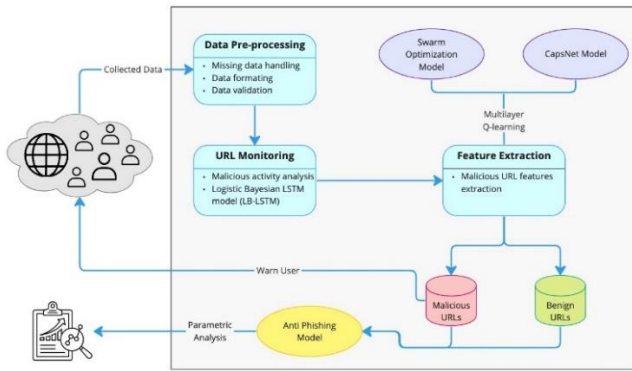 Data Pre-processing
• Missing data handling
• Data formating
• Data validation
Swarm
Optimization
Model
CapsNet Model
Collected Data
Multilayer
Q-learning
URL Monitoring
• Malicious activity analysis
• Logistic Bayesian LSTM
model (LB-LSTM)
Feature Extraction
• Malicious URL features
extraction
Warn User
Malicious
URLs
Benign
URLs
Parametric
Analysis
Anti Phishing
Model